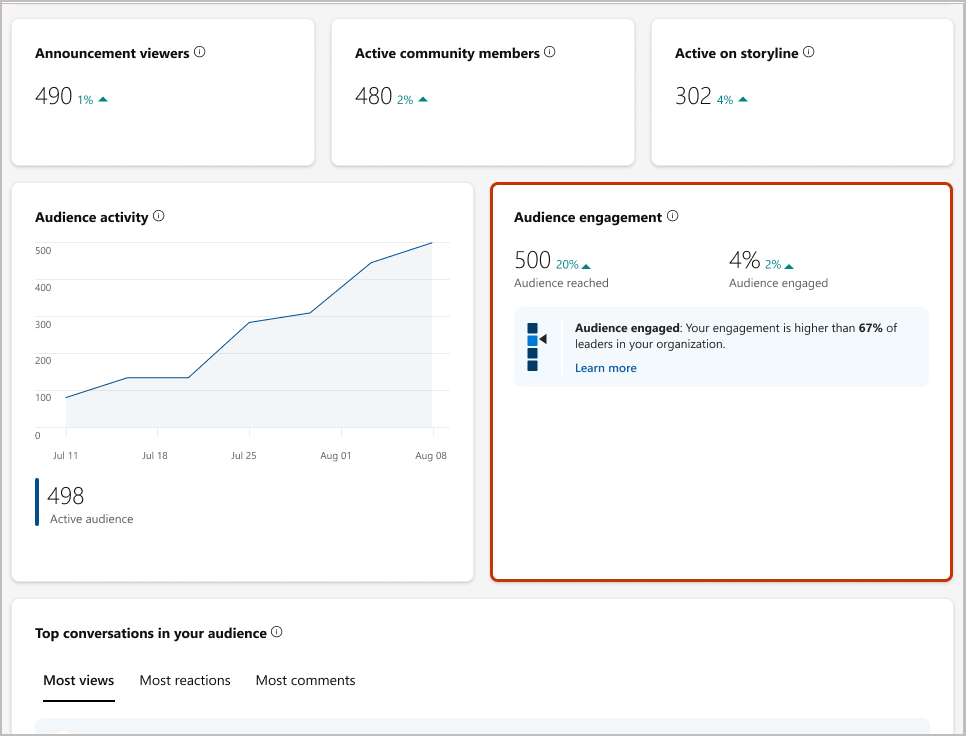 Announcement viewers
490 1%
Active community members
480 2%
Active on storyline
302 4%
Audience activity
500
400
300
200
100
0
Jul 11 Jul 18 Jul 25 Aug 01 Aug 08
498
Active audience
Audience engagement
500 20%
Audience reached
4% 2%
Audience engaged
Audience engaged: Your engagement is higher than 67% of
leaders in your organization.
Learn more
Top conversations in your audience
Most views Most reactions Most comments